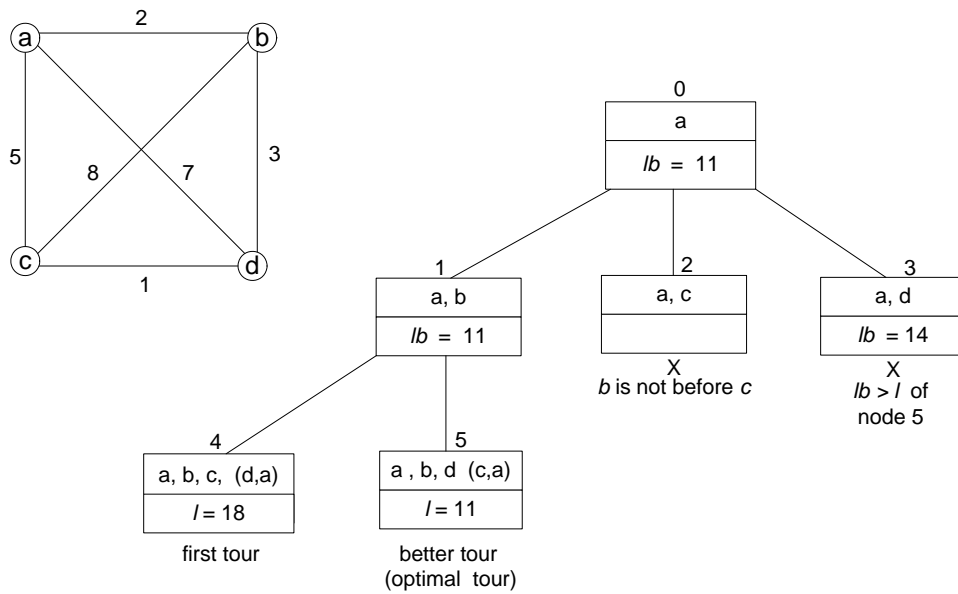 2
a
b
5
8
7
3
c
d
1
0
a
lb = 11
1
a, b
lb = 11
2
a, c
X
b is not before c
3
a, d
lb = 14
X
lb > l of
node 5
4
a, b, c, (d,a)
l = 18
first tour
5
a , b, d (c,a)
l = 11
better tour
(optimal tour)